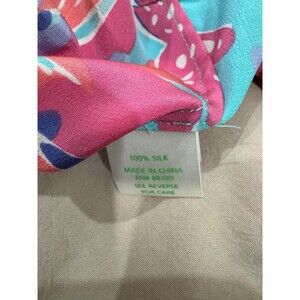 100% SILK
MADE IN CHINA
RN# 88189
SEE REVERSE
FOR CARE